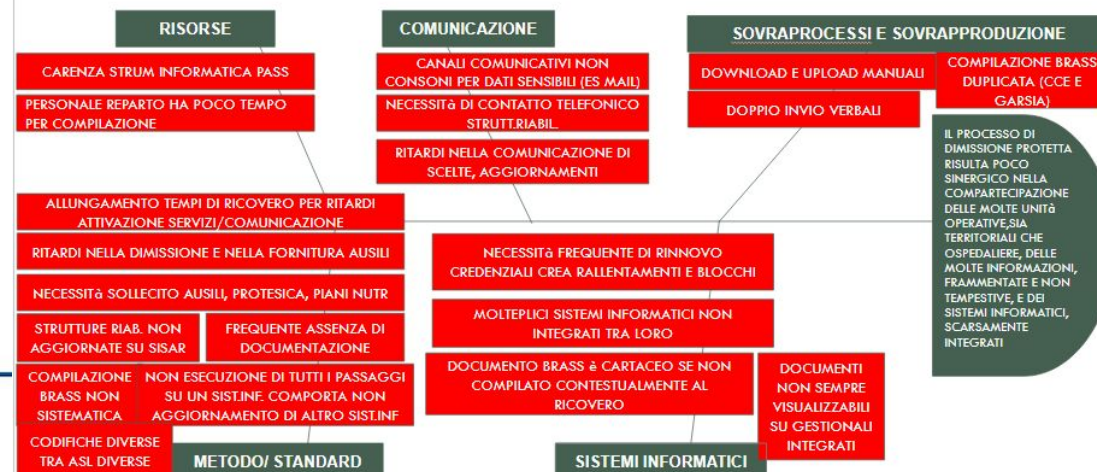 RISORSE
CARENZA STRUM INFORMATICA PASS
PERSONALE REPARTO HA POCO TEMPO
PER COMPILAZIONE
COMUNICAZIONE
CANALI COMUNICATIVI NON
CONSONI PER DATI SENSIBILI (ES MAIL)
NECESSITà DI CONTATTO TELEFONICO
STRUTT.RIABIL.
RITARDI NELLA COMUNICAZIONE DI
SCELTE, AGGIORNAMENTI
SOVRAPROCESSI E SOVRAPPRODUZIONE
DOWNLOAD E UPLOAD MANUALI
DOPPIO INVIO VERBALI
COMPILAZIONE BRASS
DUPLICATA (CCE E
GARSIA)
IL PROCESSO DI
DIMISSIONE PROTETTA
RISULTA POCO
SINERGICO NELLA
COMPARTECIPAZIONE
DELLE MOLTE UNITà
OPERATIVE,SIA
TERRITORIALI CHE
OSPEDALIERE, DELLE
MOLTE INFORMAZIONI,
FRAMMENTATE E NON
TEMPESTIVE, E DEI
SISTEMI INFORMATICI,
SCARSAMENTE
INTEGRATI
ALLUNGAMENTO TEMPI DI RICOVERO PER RITARDI
ATTIVAZIONE SERVIZI/COMUNICAZIONE
RITARDI NELLA DIMISSIONE E NELLA FORNITURA AUSILI
NECESSITà SOLLECITO AUSILI, PROTESICA, PIANI NUTR
STRUTTURE RIAB. NON
AGGIORNATE SU SISAR
FREQUENTE ASSENZA DI
DOCUMENTAZIONE
COMPILAZIONE
BRASS NON
SISTEMATICA
NON ESECUZIONE DI TUTTI I PASSAGGI
SU UN SIST.INF. COMPORTA NON
AGGIORNAMENTO DI ALTRO SIST.INF
CODIFICHE DIVERSE
TRA ASL DIVERSE
METODO/ STANDARD
NECESSITà FREQUENTE DI RINNOVO
CREDENZIALI CREA RALLENTAMENTI E BLOCCHI
MOLTEPLICI SISTEMI INFORMATICI NON
INTEGRATI TRA LORO
DOCUMENTO BRASS è CARTACEO SE NON
COMPILATO CONTESTUALMENTE AL
RICOVERO
DOCUMENTI
NON SEMPRE
VISUALIZZABILI
SU GESTIONALI
INTEGRATI
SISTEMI INFORMATICI